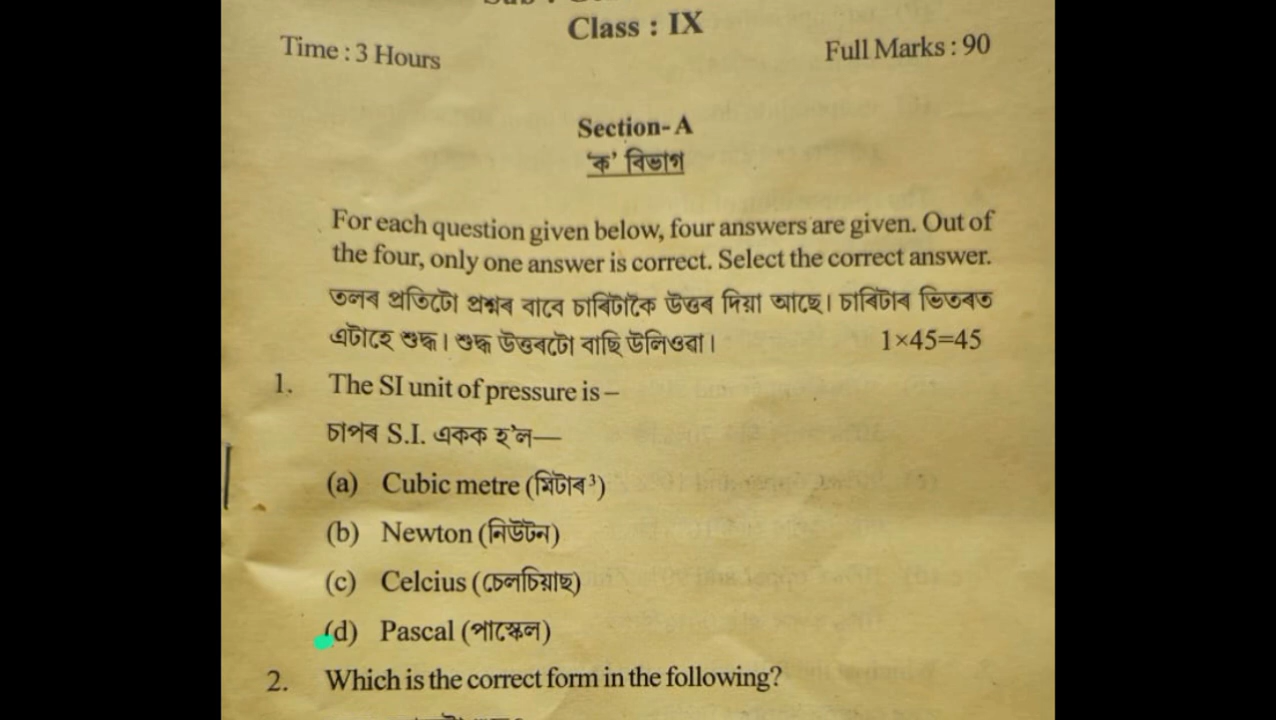 Class : IX
Time : 3 Hours
Full Marks : 90
Section- A
'ক' বিভাগ
For each question given below, four answers are given. Out of
the four, only one answer is correct. Select the correct answer.
তলৰ প্ৰতিটো প্ৰশ্নৰ বাবে চাৰিটাকৈ উত্তৰ দিয়া আছে। চাৰিটাৰ ভিতৰত
এটাহে শুদ্ধ। শুদ্ধ উত্তৰটো বাছি উলিওৱা।
1×45=45
1. The SI unit of pressure is –
চাপৰ S.I. একক হ'ল—
(a) Cubic metre (মিটাৰ³)
(b) Newton (নিউটন)
(c) Celcius (চেলচিয়াছ)
(d) Pascal (পাস্কেল)
2. Which is the correct form in the following?